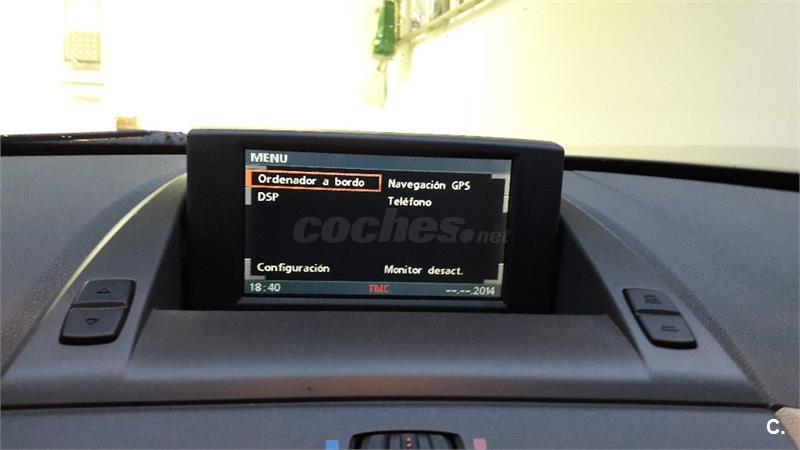 MENU
Ordenador a bordo
Navegación GPS
DSP
Teléfono
coches.net
Configuración
Monitor desact.
18:40
TMC
--.--.2014
C.